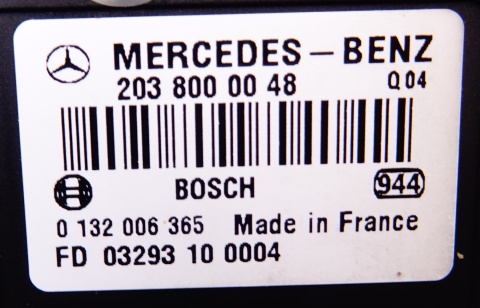 MERCEDES-BENZ
203 800 00 48 Q04
BOSCH 944
0 132 006 365 Made in France
FD 03293 10 0004